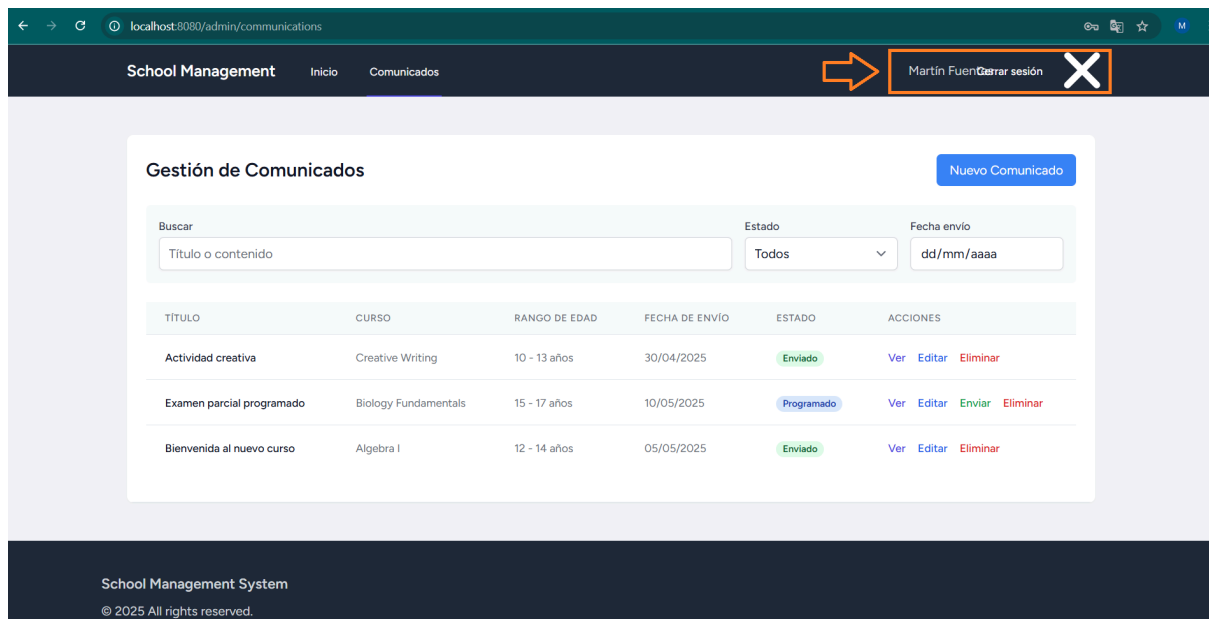 localhost:8080/admin/communications
M
School Management Inicio Comunicados Martín Fuentes Cerrar sesión
Gestión de Comunicados Nuevo Comunicado
Buscar Estado Fecha envío
Título o contenido Todos dd/mm/aaaa
TÍTULO CURSO RANGO DE EDAD FECHA DE ENVÍO ESTADO ACCIONES
Actividad creativa Creative Writing 10 - 13 años 30/04/2025 Enviado Ver Editar Eliminar
Examen parcial programado Biology Fundamentals 15 - 17 años 10/05/2025 Programado Ver Editar Enviar Eliminar
Bienvenida al nuevo curso Algebra I 12 - 14 años 05/05/2025 Enviado Ver Editar Eliminar
School Management System
© 2025 All rights reserved.